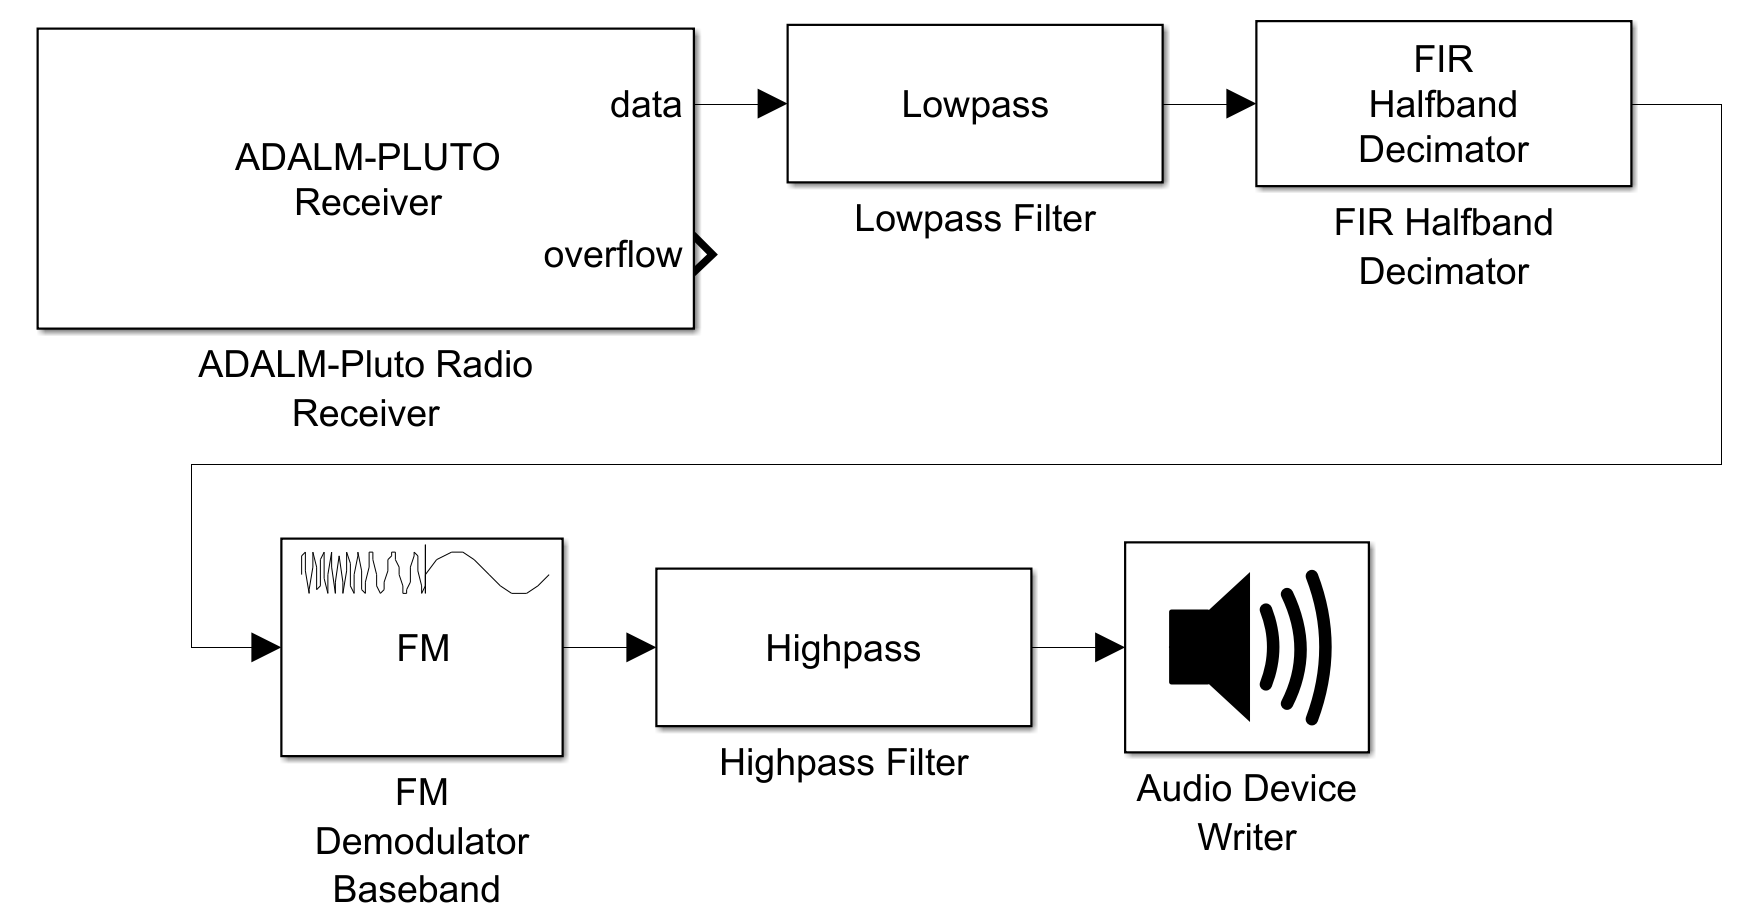 data
ADALM-PLUTO
Receiver
overflow
ADALM-Pluto Radio
Receiver
Lowpass
Lowpass Filter
FIR
Halfband
Decimator
FIR Halfband
Decimator
FM
FM
Demodulator
Baseband
Highpass
Highpass Filter
Audio Device
Writer